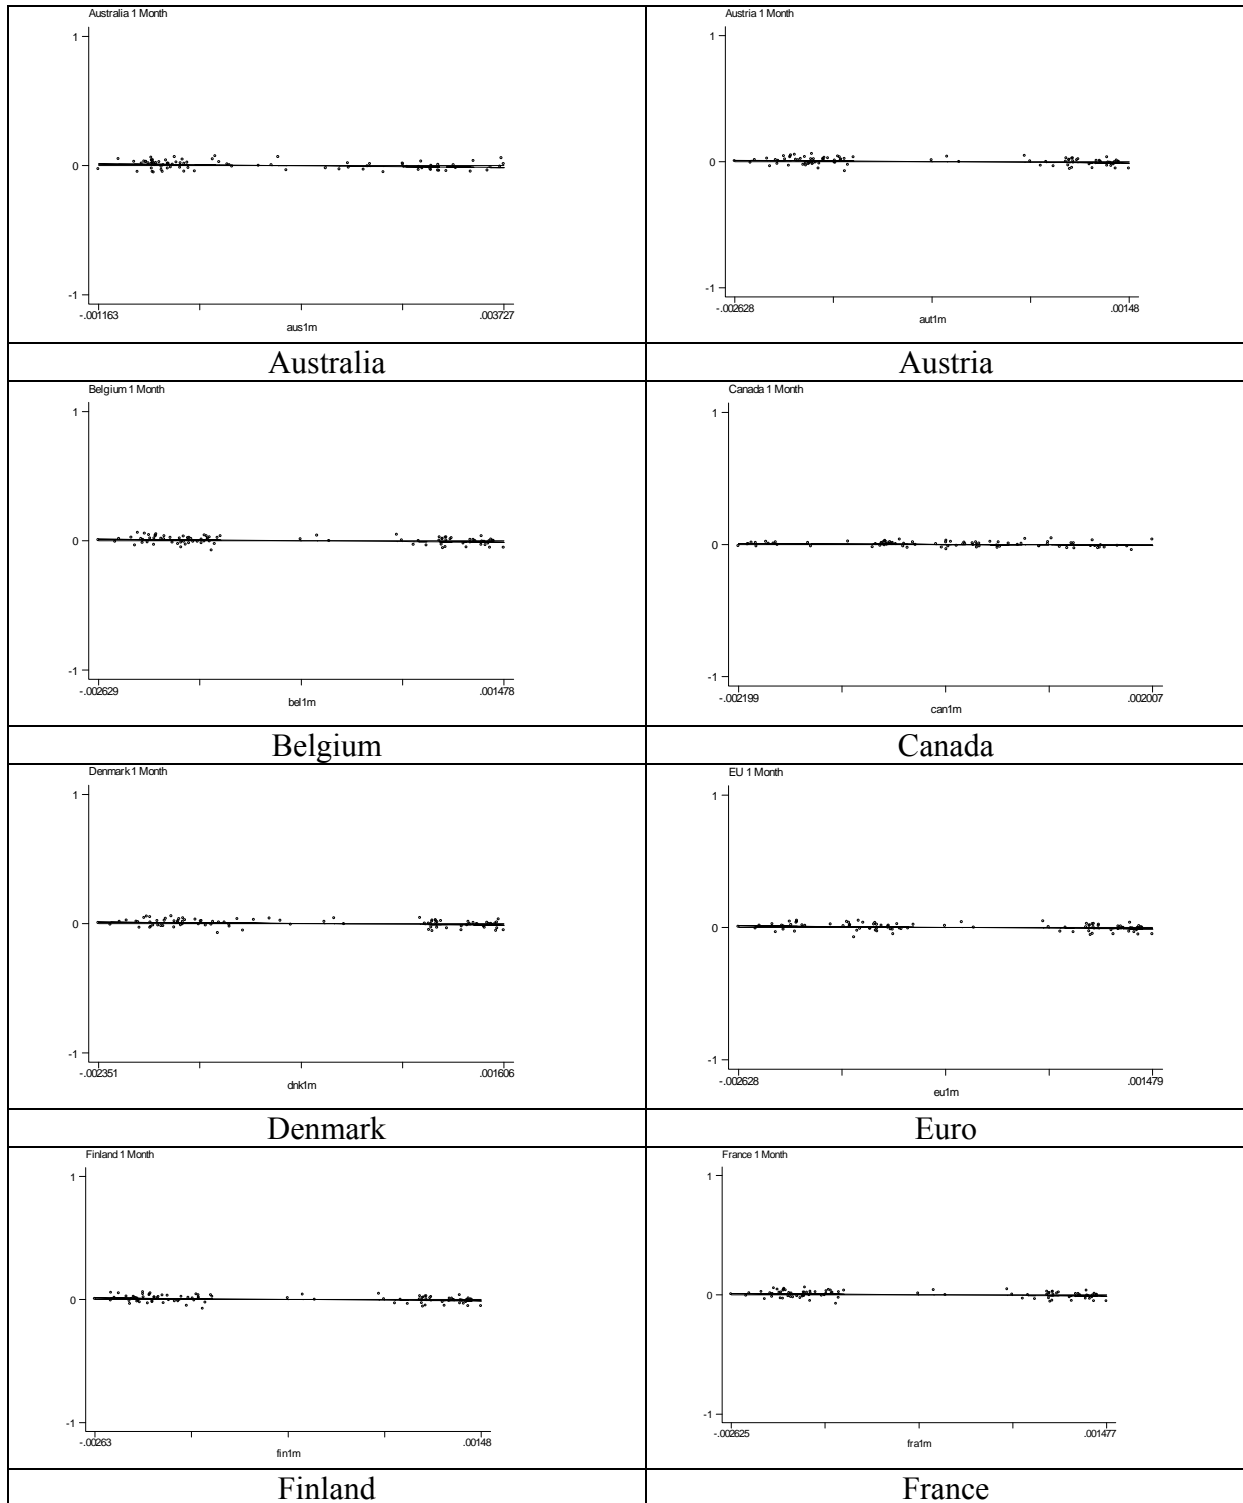 Australia 1 Month
1
0
-1
-.001163
.003727
aus1m
Australia
Austria 1 Month
1
0
-1
-.002628
.00148
aut1m
Austria
Belgium 1 Month
1
0
-1
-.002629
.001478
bel1m
Belgium
Canada 1 Month
1
0
-1
-.002199
.002007
can1m
Canada
Denmark 1 Month
1
0
-1
-.002351
.001606
dnk1m
Denmark
EU 1 Month
1
0
-1
-.002628
.001479
eu1m
Euro
Finland 1 Month
1
0
-1
-.00263
.00148
fin1m
Finland
France 1 Month
1
0
-1
-.002625
.001477
fra1m
France